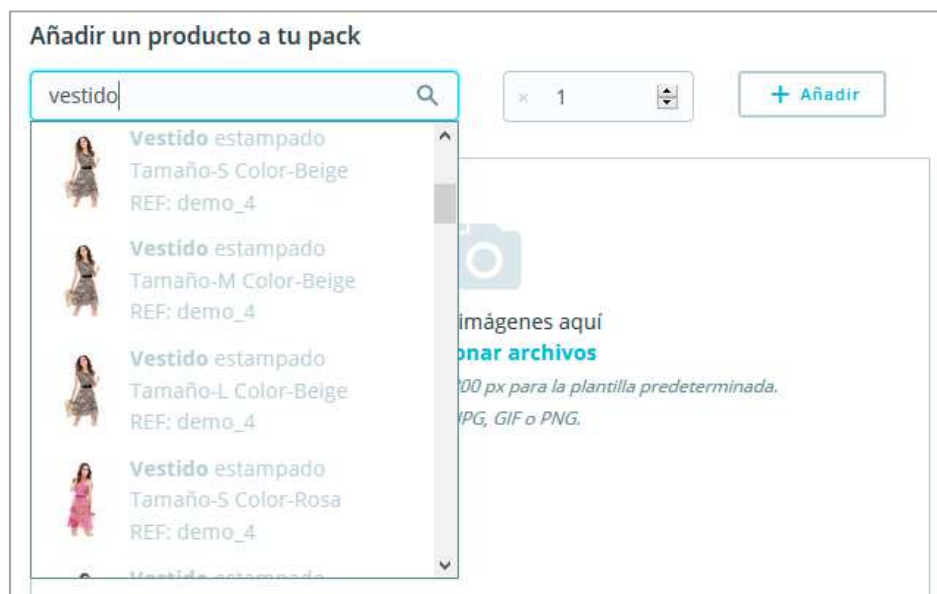 Añadir un producto a tu pack
vestido
× 1
+ Añadir
Vestido estampado
Tamaño-S Color-Beige
REF: demo_4
Vestido estampado
Tamaño-M Color-Beige
REF: demo_4
Vestido estampado
Tamaño-L Color-Beige
REF: demo_4
Vestido estampado
Tamaño-S Color-Rosa
REF: demo_4
Vestido estampado
imágenes aquí
onar archivos
00 px para la plantilla predeterminada.
PG, GIF o PNG.